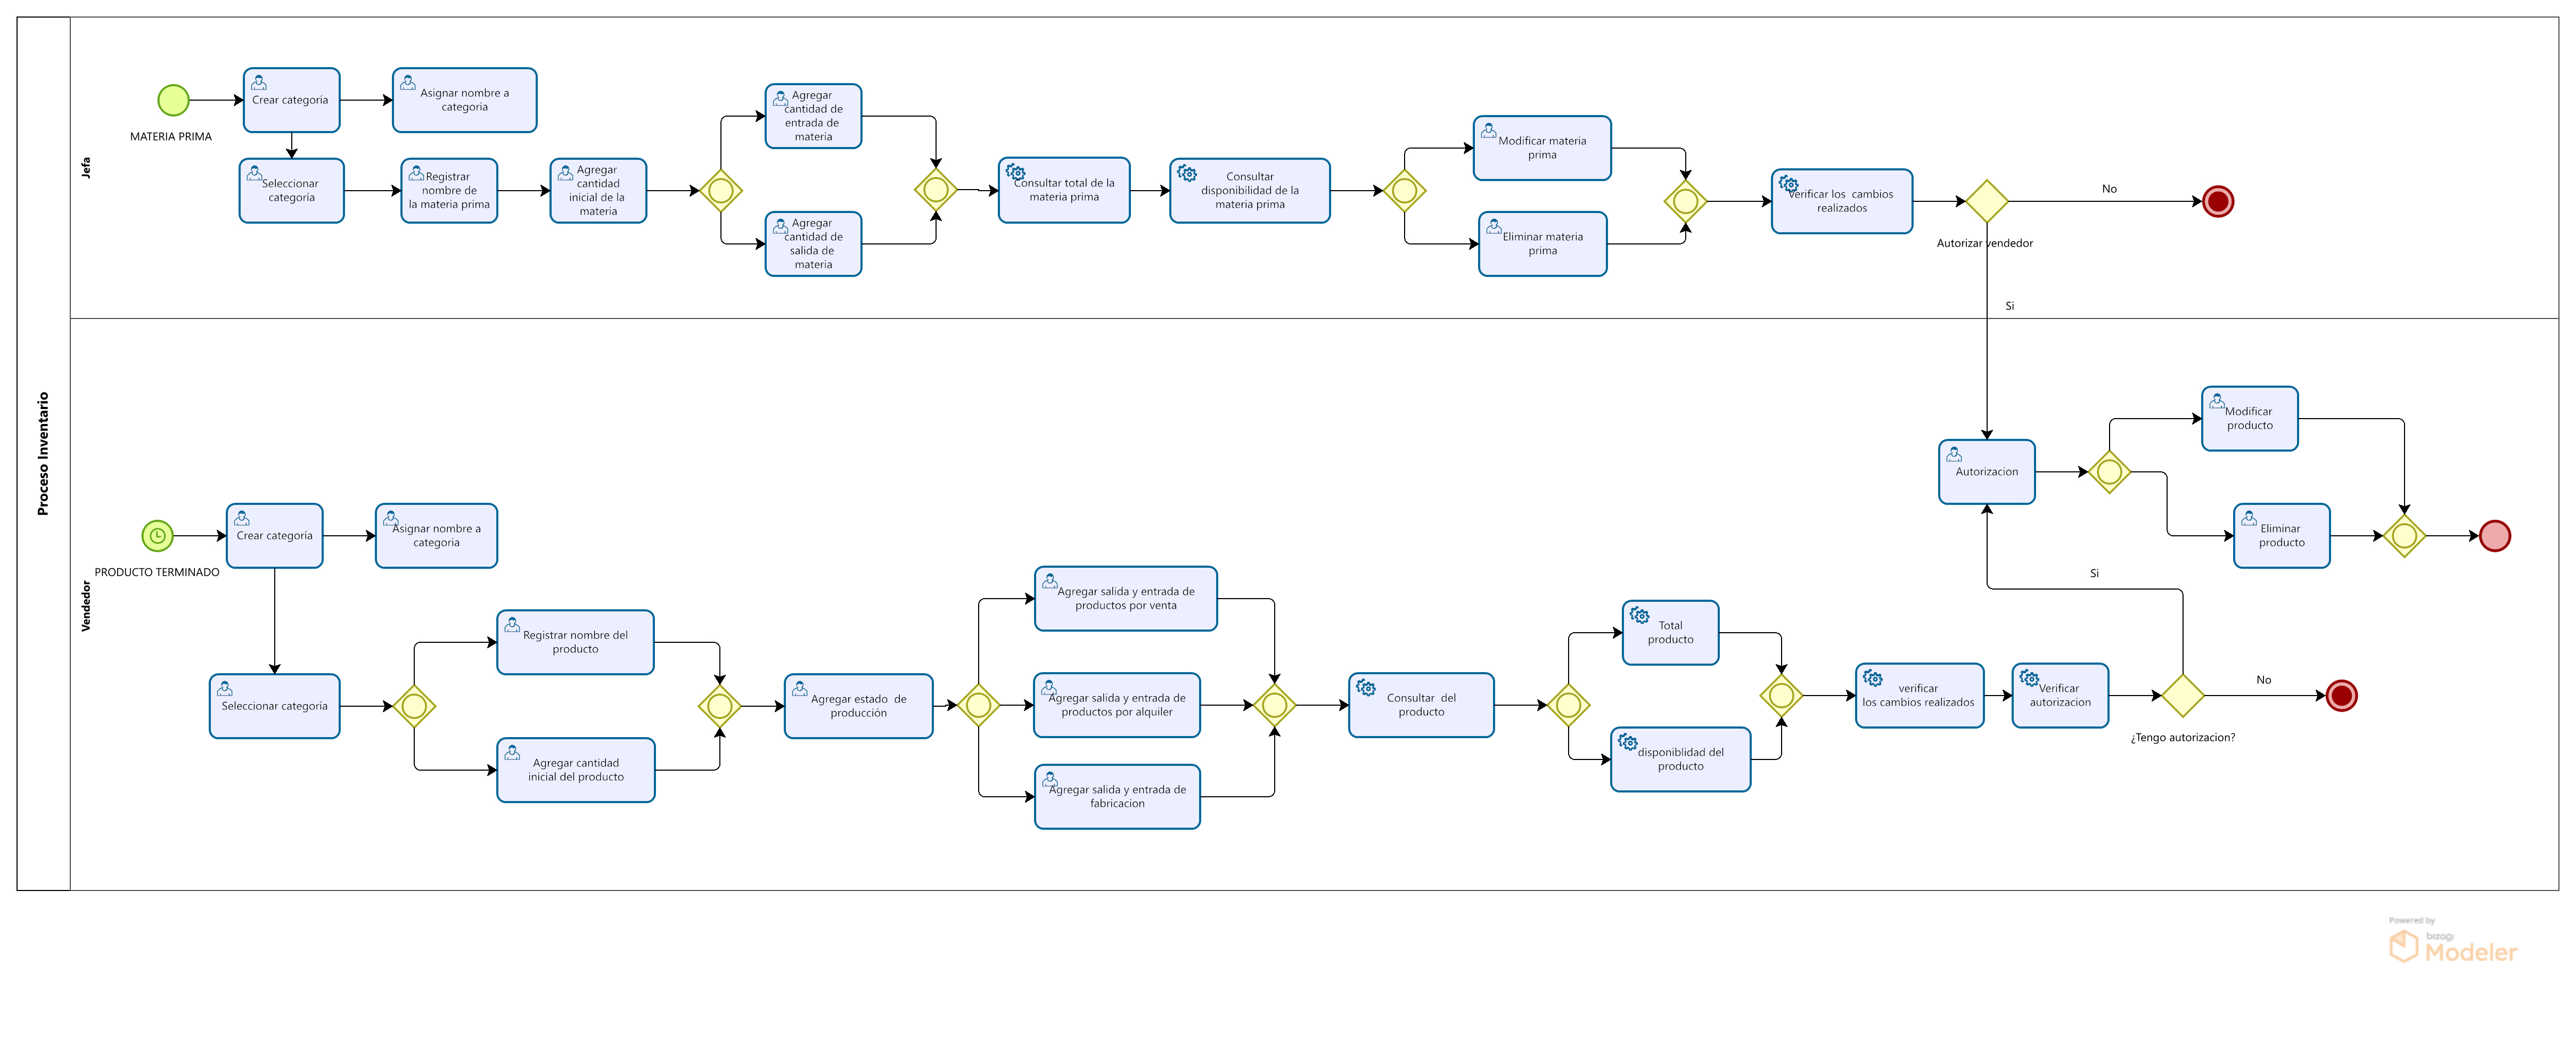 Proceso Inventario
Jefa
MATERIA PRIMA
Crear categoría
Asignar nombre a
categoria
Seleccionar
categoría
Registrar
nombre de
la materia prima
Agregar
cantidad
inicial de la
materia
Agregar
cantidad de
entrada de
materia
Agregar
cantidad de
salida de
materia
Consultar total de la
materia prima
Consultar
disponibilidad de la
materia prima
Modificar materia
prima
Eliminar materia
prima
Verificar los cambios
realizados
Autorizar vendedor
No
Si
Vendedor
PRODUCTO TERMINADO
Crear categoría
Asignar nombre a
categoria
Seleccionar categoría
Registrar nombre del
producto
Agregar cantidad
inicial del producto
Agregar estado de
producción
Agregar salida y entrada de
productos por venta
Agregar salida y entrada de
productos por alquiler
Agregar salida y entrada de
fabricacion
Consultar del
producto
Total
producto
disponiblidad del
producto
verificar
los cambios realizados
Verificar
autorizacion
¿Tengo autorizacion?
No
Si
Autorizacion
Modificar
producto
Eliminar
producto
Powered by
bizagi
Modeler